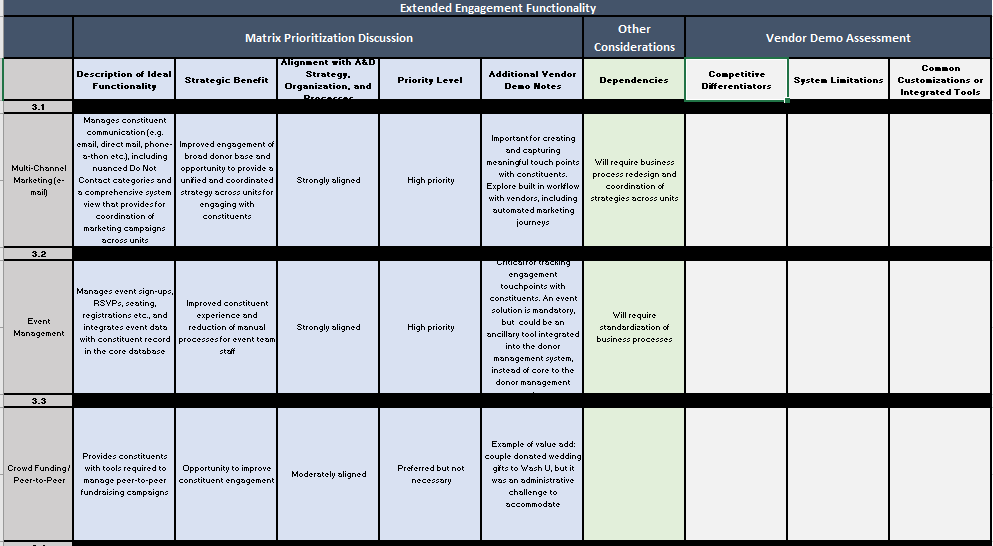 Extended Engagement Functionality
Matrix Prioritization Discussion
Other
Considerations
Vendor Demo Assessment
Description of Ideal
Functionality
Strategic Benefit
Alignment with A&D
Strategy,
Organization, and
Processes
Priority Level
Additional Vendor
Demo Notes
Dependencies
Competitive
Differentiators
System Limitations
Common
Customizations or
Integrated Tools
3.1
Multi-Channel
Marketing (e-
mail)
Manages constituent
communication (e.g.
email, direct mail, phone-
a-thon etc.), including
nuanced Do Not
Contact categories and
a comprehensive system
view that provides for
coordination of
marketing campaigns
across units
Improved engagement of
broad donor base and
opportunity to provide a
unified and coordinated
strategy across units for
engaging with
constituents
Strongly aligned
High priority
Important for creating
and capturing
meaningful touch points
with constituents.
Explore built in workflow
with vendors, including
automated marketing
journeys
Will require business
process redesign and
coordination of
strategies across units
3.2
Event
Management
Manages event sign-ups,
RSVPs, seating,
registrations etc., and
integrates event data
with constituent record
in the core database
Improved constituent
experience and
reduction of manual
processes for event team
staff
Strongly aligned
High priority
Critical for tracking
engagement
touchpoints with
constituents. An event
solution is mandatory,
but could be an
ancillary tool integrated
into the donor
management system,
instead of core to the
donor management
Will require
standardization of
business processes
3.3
Crowd Funding /
Peer-to-Peer
Provides constituents
with tools required to
manage peer-to-peer
fundraising campaigns
Opportunity to improve
constituent engagement
Moderately aligned
Preferred but not
necessary
Example of value add:
couple donated wedding
gifts to Wash U, but it
was an administrative
challenge to
accommodate